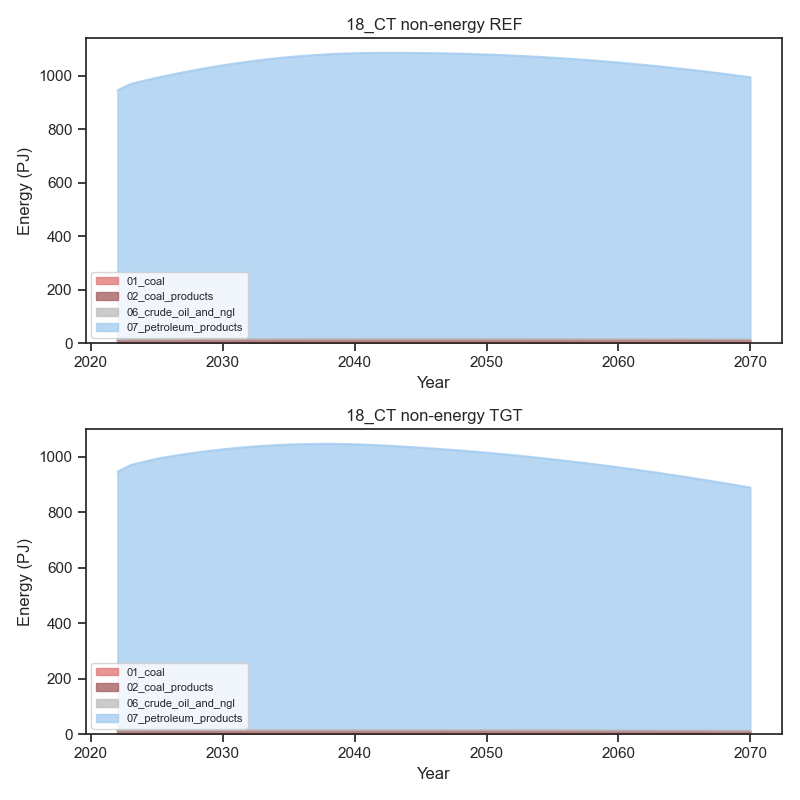 18_CT non-energy REF
Energy (PJ)
1000
800
600
400
200
0
01_coal
02_coal_products
06_crude_oil_and_ngl
07_petroleum_products
2020 2030 2040 2050 2060 2070
Year
18_CT non-energy TGT
Energy (PJ)
1000
800
600
400
200
0
01_coal
02_coal_products
06_crude_oil_and_ngl
07_petroleum_products
2020 2030 2040 2050 2060 2070
Year